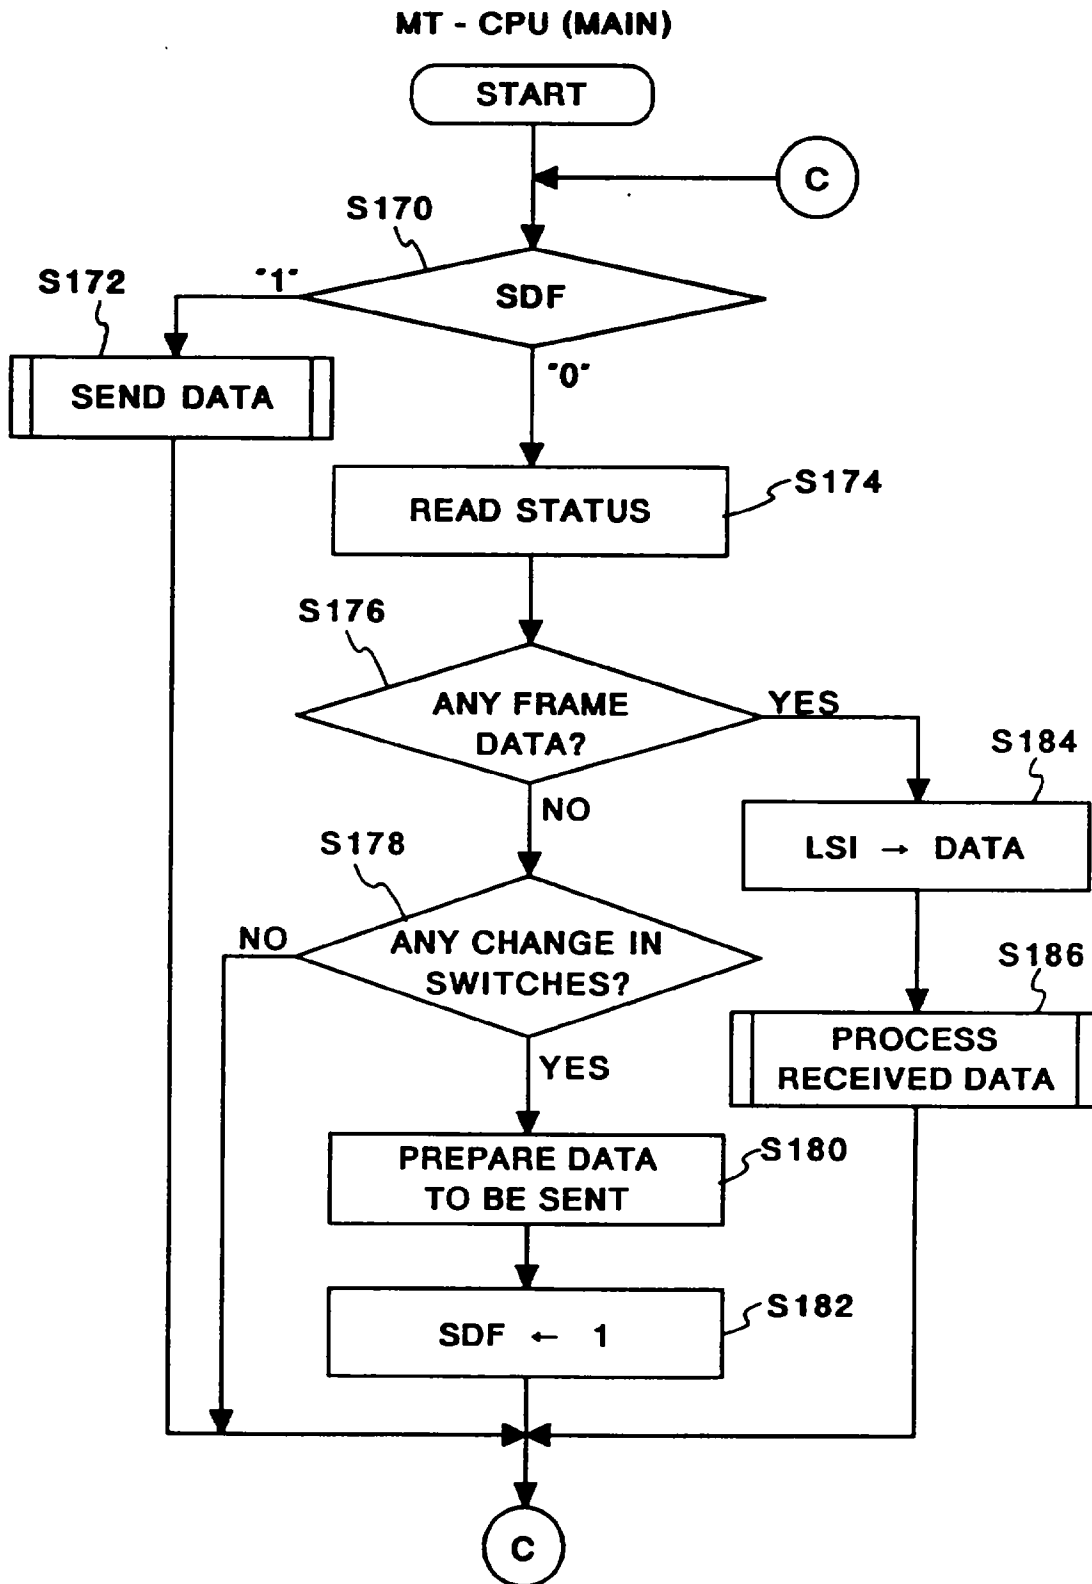 MT - CPU (MAIN)
START
C
S170
SDF
"1"
S172
SEND DATA
"0"
S174
READ STATUS
S176
ANY FRAME
DATA?
YES
NO
S184
LSI → DATA
S178
ANY CHANGE IN
SWITCHES?
NO
YES
S186
PROCESS
RECEIVED DATA
S180
PREPARE DATA
TO BE SENT
S182
SDF ← 1
C